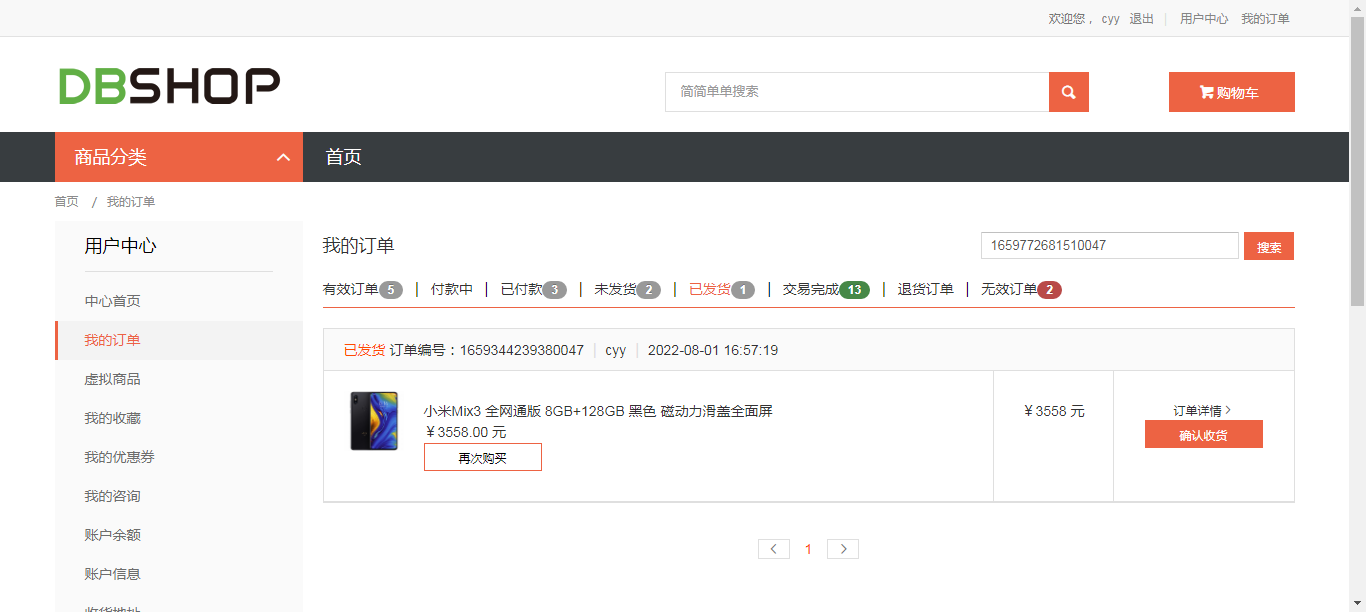 欢迎您， cyy 退出 | 用户中心 我的订单
DBSHOP
简简单单搜索
购物车
商品分类 首页
首页 / 我的订单
用户中心
中心首页
我的订单
虚拟商品
我的收藏
我的优惠券
我的咨询
账户余额
账户信息
收货地址
我的订单
1659772681510047 搜索
有效订单 5 | 付款中 | 已付款 3 | 未发货 2 | 已发货 1 | 交易完成 13 | 退货订单 | 无效订单 2
已发货 订单编号：1659344239380047 | cyy | 2022-08-01 16:57:19
小米Mix3 全网通版 8GB+128GB 黑色 磁动力滑盖全面屏
￥3558.00 元
再次购买
￥3558 元
订单详情 >
确认收货
< 1 >